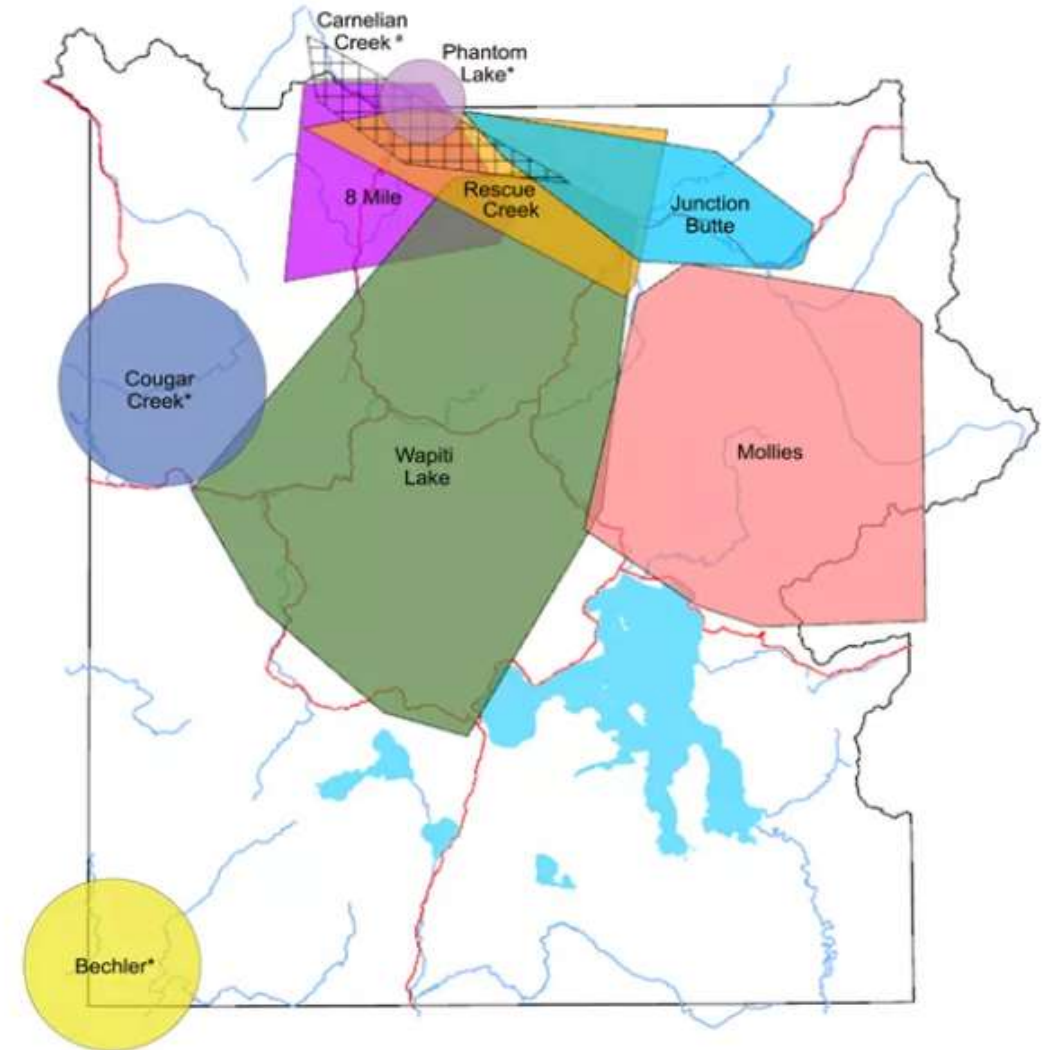 Carnelian
Creek*
Phantom
Lake*
8 Mile
Rescue
Creek
Junction
Butte
Cougar
Creek*
Wapiti
Lake
Mollies
Bechler*